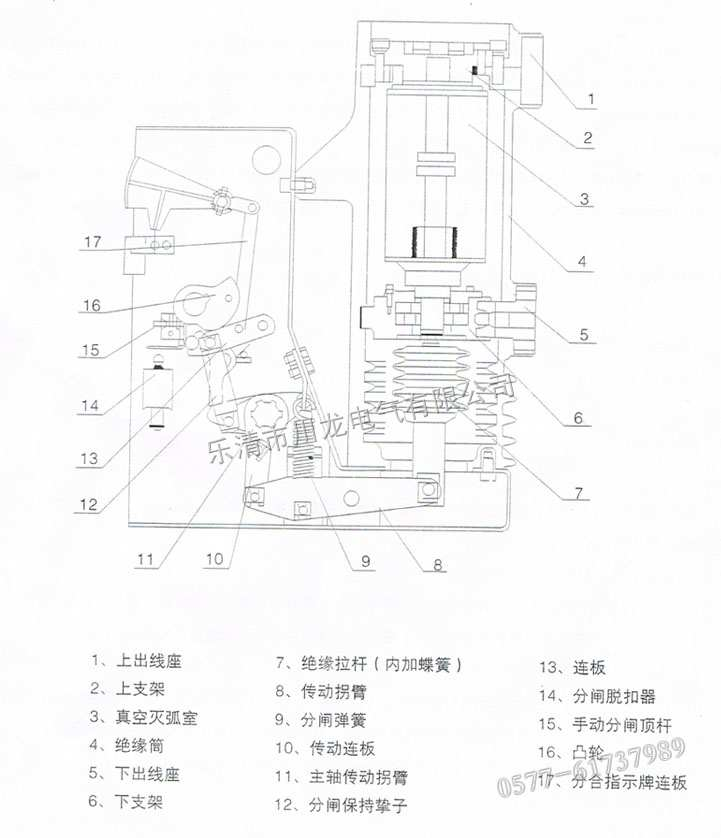 1
2
3
4
5
6
7
8
9
10
11
12
13
14
15
16
17
乐清市凰龙电气有限公司
1、上出线座
2、上支架
3、真空灭弧室
4、绝缘筒
5、下出线座
6、下支架
7、绝缘拉杆(内加蝶簧)
8、传动拐臂
9、分闸弹簧
10、传动连板
11、主轴传动拐臂
12、分闸保持挚子
13、连板
14、分闸脱扣器
15、手动分闸顶杆
16、凸轮
17、分合指示牌连板
0577-61737989